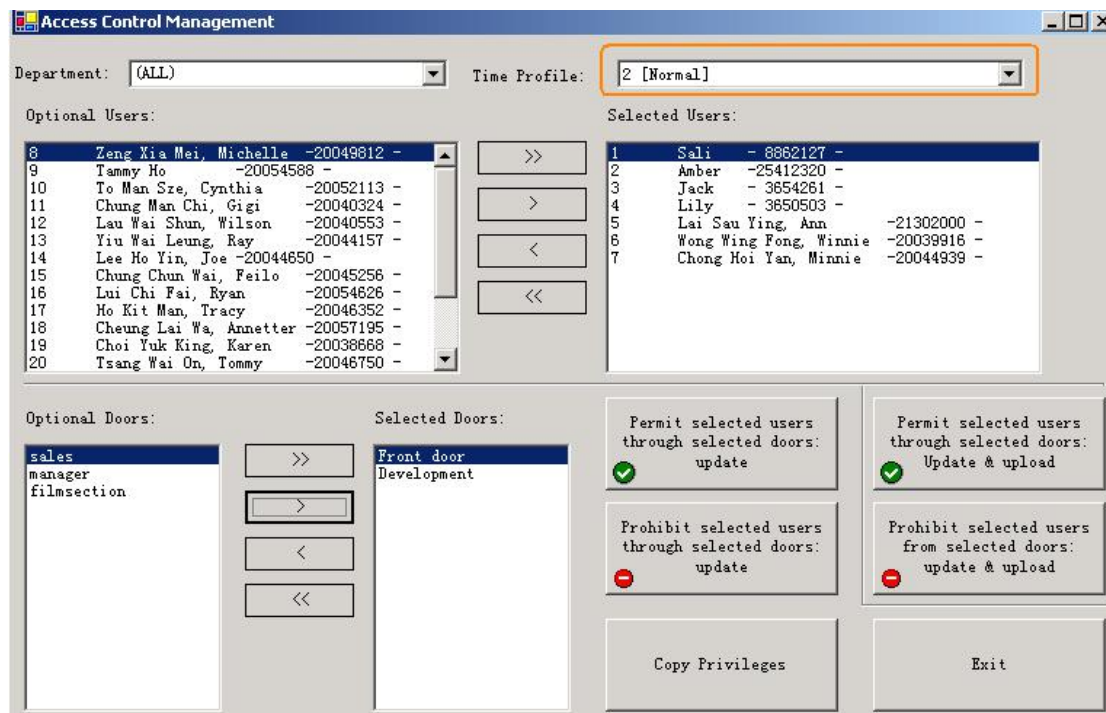 Access Control Management
Department: (ALL) Time Profile: 2 [Normal]
Optional Users: Selected Users:
8 Zeng Xia Mei, Michelle -20049812 -
9 Tammy Ho -20054588 -
10 To Man Sze, Cynthia -20052113 -
11 Chung Man Chi, Gigi -20040324 -
12 Lau Wai Shun, Wilson -20040553 -
13 Yiu Wai Leung, Ray -20044157 -
14 Lee Ho Yin, Joe -20044650 -
15 Chung Chun Wai, Feilo -20045256 -
16 Lui Chi Fai, Ryan -20054626 -
17 Ho Kit Man, Tracy -20046352 -
18 Cheung Lai Wa, Annetter -20057195 -
19 Choi Yuk King, Karen -20038668 -
20 Tsang Wai On, Tommy -20046750 -
>>
>
<
<<
1 Sali - 8862127 -
2 Amber -25412320 -
3 Jack - 3654261 -
4 Lily - 3650503 -
5 Lai Sau Ying, Ann -21302000 -
6 Wong Wing Fong, Winnie -20039916 -
7 Chong Hoi Yan, Minnie -20044939 -
Optional Doors: Selected Doors:
sales
manager
filmsection
>>
>
<
<<
Front door
Development
Permit selected users
through selected doors:
update
Permit selected users
through selected doors:
Update & upload
Prohibit selected users
through selected doors:
update
Prohibit selected users
from selected doors:
update & upload
Copy Privileges
Exit